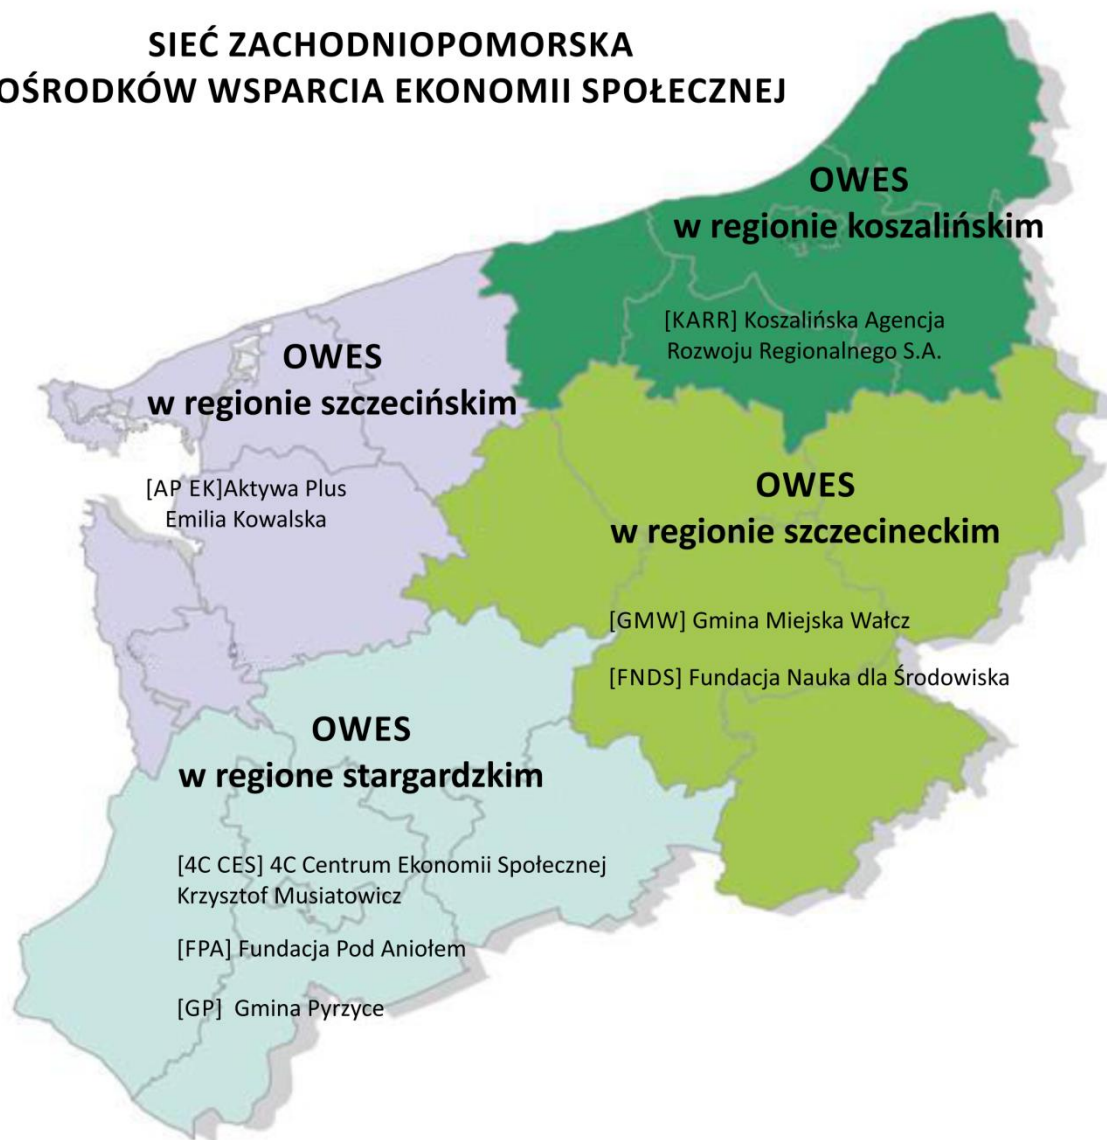 SIEĆ ZACHODNIOPOMORSKA
OŚRODKÓW WSPARCIA EKONOMII SPOŁECZNEJ
OWES
w regionie koszalińskim
[KARR] Koszalińska Agencja
Rozwoju Regionalnego S.A.
OWES
w regionie szczecińskim
[AP EK]Aktywa Plus
Emilia Kowalska
OWES
w regionie szczecineckim
[GMW] Gmina Miejska Wałcz
[FNDS] Fundacja Nauka dla Środowiska
OWES
w regione stargardzkim
[4C CES] 4C Centrum Ekonomii Społecznej
Krzysztof Musiatowicz
[FPA] Fundacja Pod Aniołem
[GP] Gmina Pyrzyce